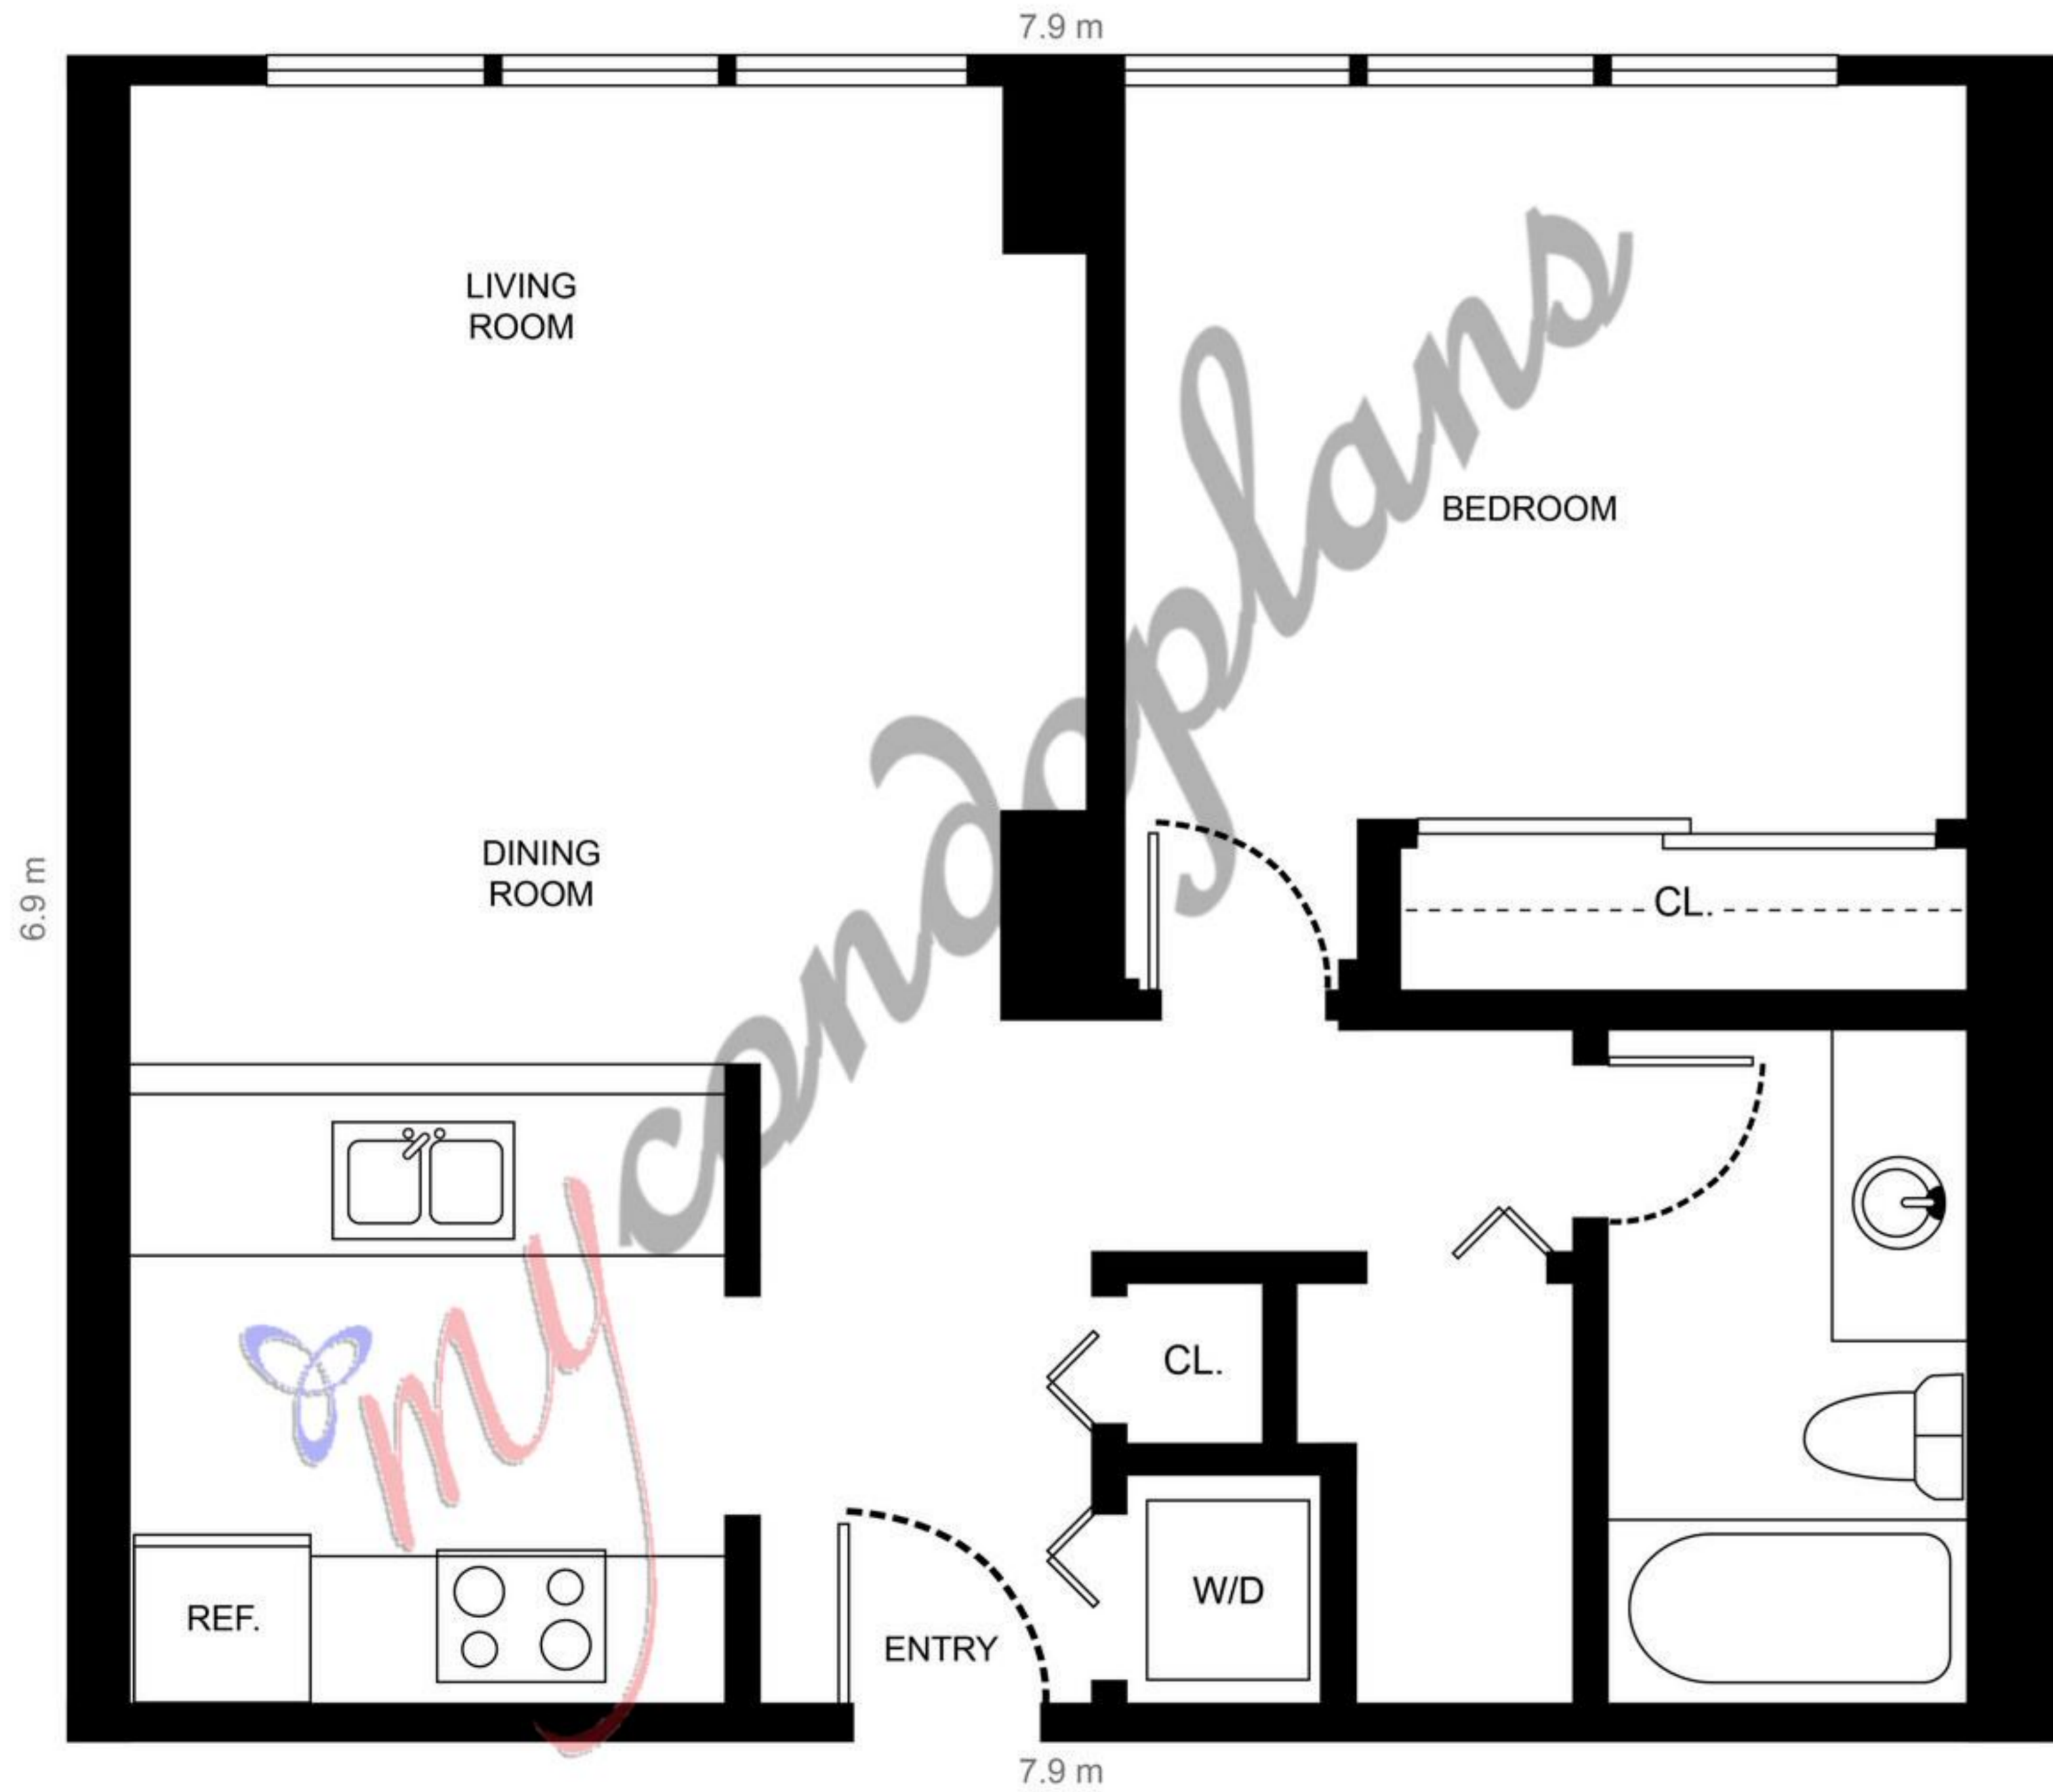 7.9 m
LIVING
ROOM
BEDROOM
DINING
ROOM
CL.
6.9 m
mycondoplans
CL.
REF.
W/D
ENTRY
7.9 m